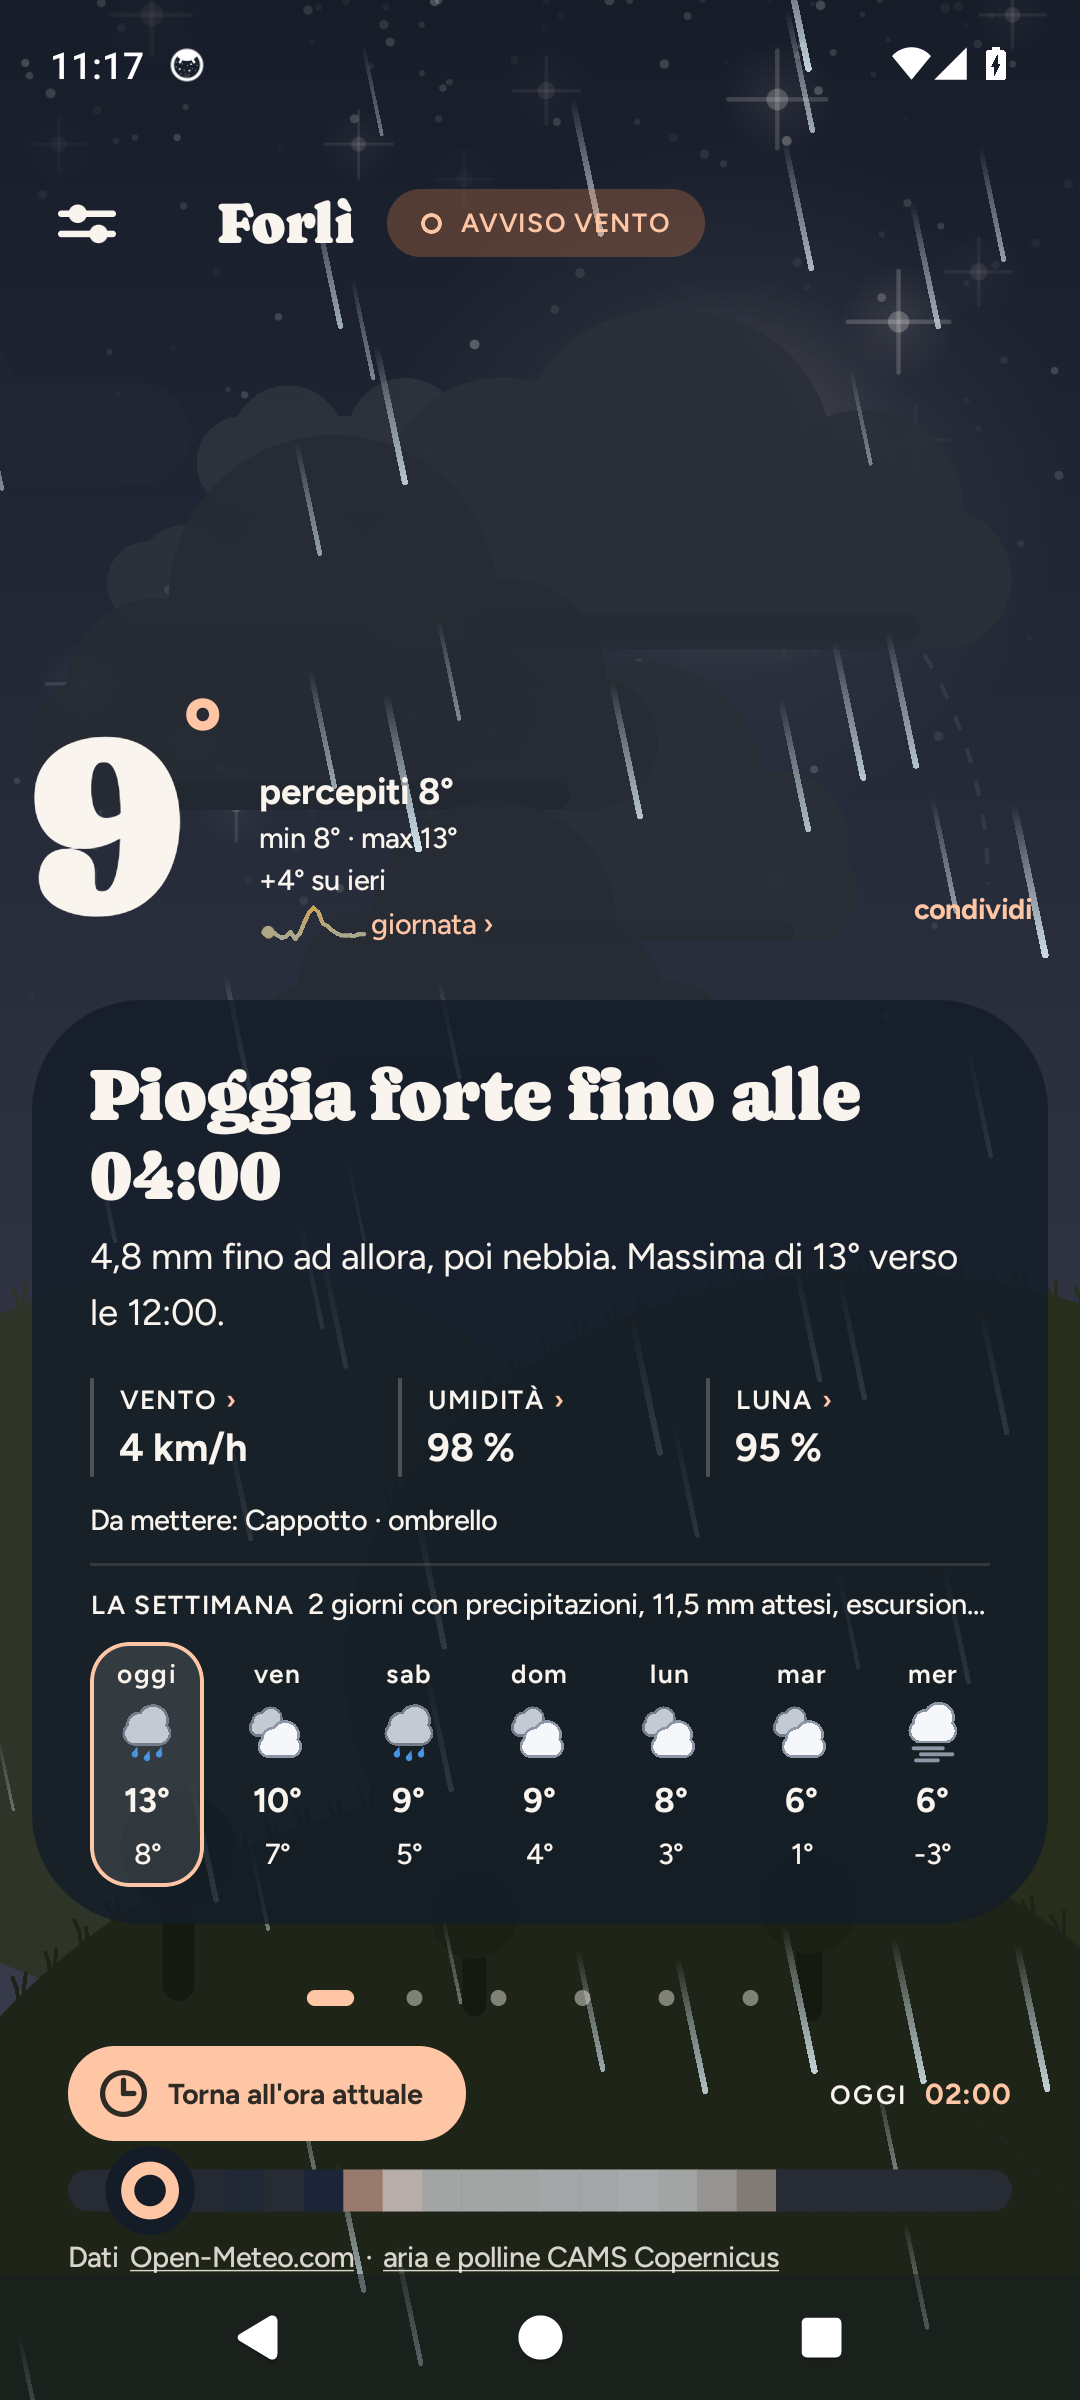 11:17
Forlì
AVVISO VENTO
9°
percepiti 8°
min 8° · max 13°
+4° su ieri
giornata ›
condividi
Pioggia forte fino alle
04:00
4,8 mm fino ad allora, poi nebbia. Massima di 13° verso
le 12:00.
VENTO › UMIDITÀ › LUNA ›
4 km/h 98 % 95 %
Da mettere: Cappotto · ombrello
LA SETTIMANA 2 giorni con precipitazioni, 11,5 mm attesi, escursion...
oggi ven sab dom lun mar mer
13° 10° 9° 9° 8° 6° 6°
8° 7° 5° 4° 3° 1° -3°
Torna all'ora attuale
OGGI 02:00
Dati Open-Meteo.com · aria e polline CAMS Copernicus